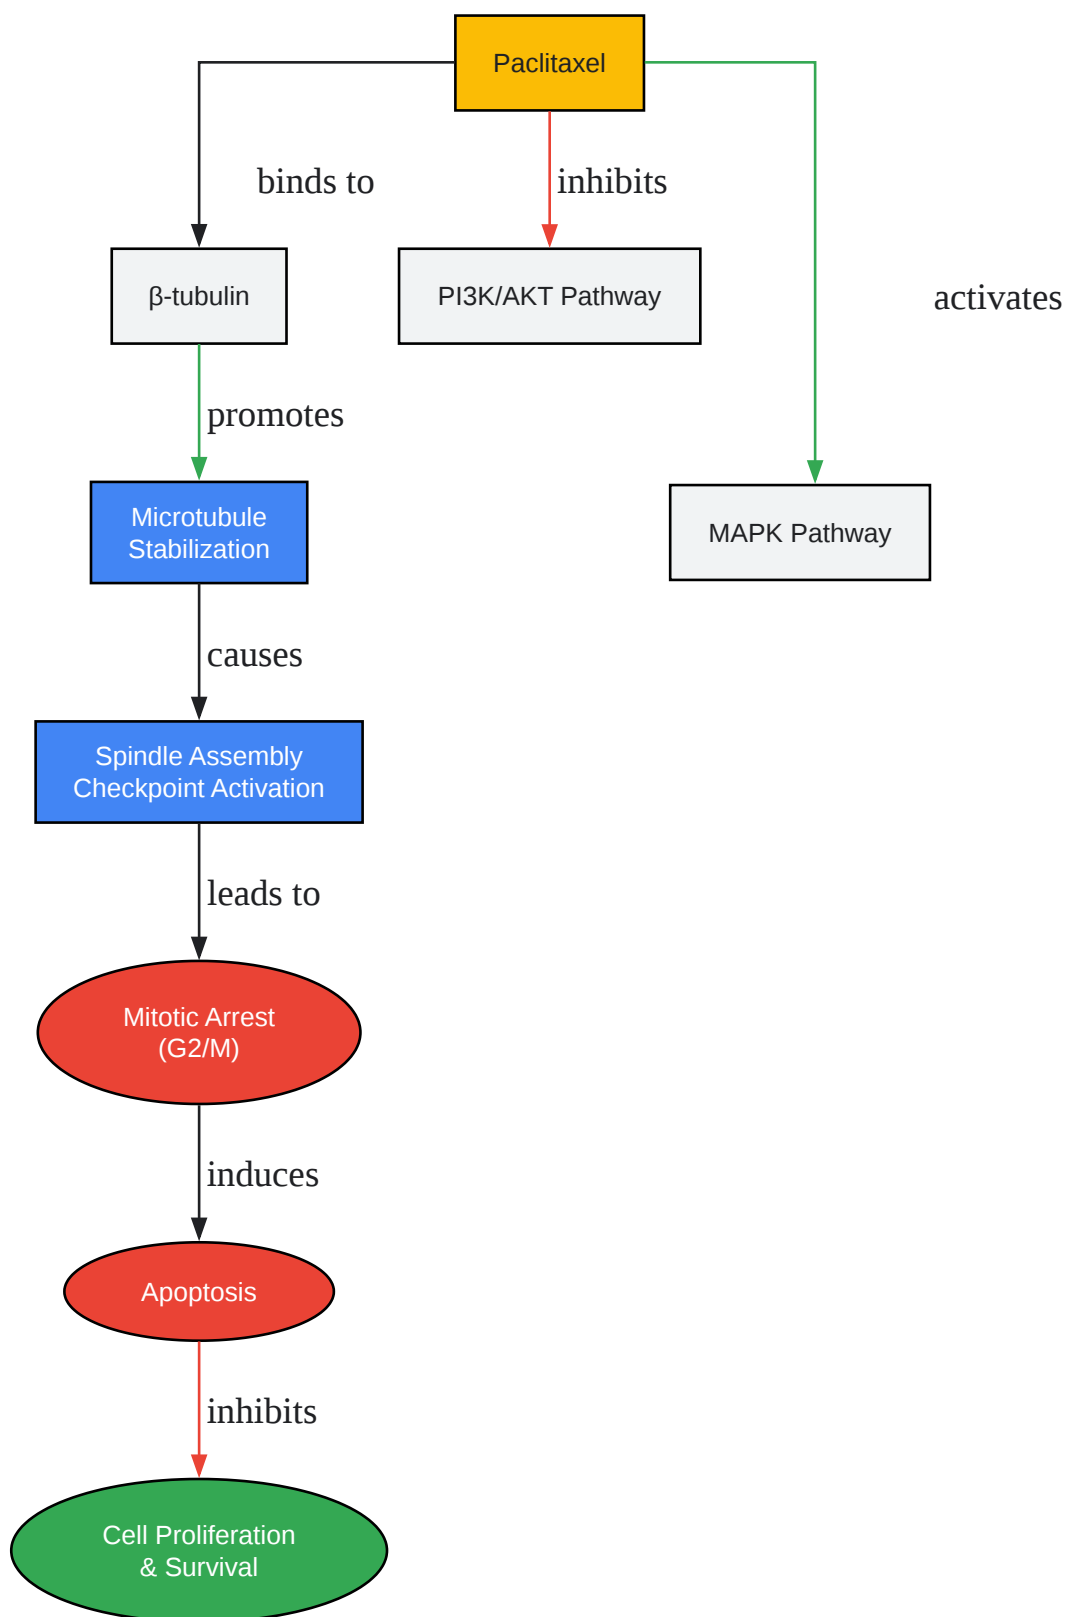 Paclitaxel
binds to
inhibits
β-tubulin
PI3K/AKT Pathway
activates
promotes
Microtubule
Stabilization
MAPK Pathway
causes
Spindle Assembly
Checkpoint Activation
leads to
Mitotic Arrest
(G2/M)
induces
Apoptosis
inhibits
Cell Proliferation
& Survival